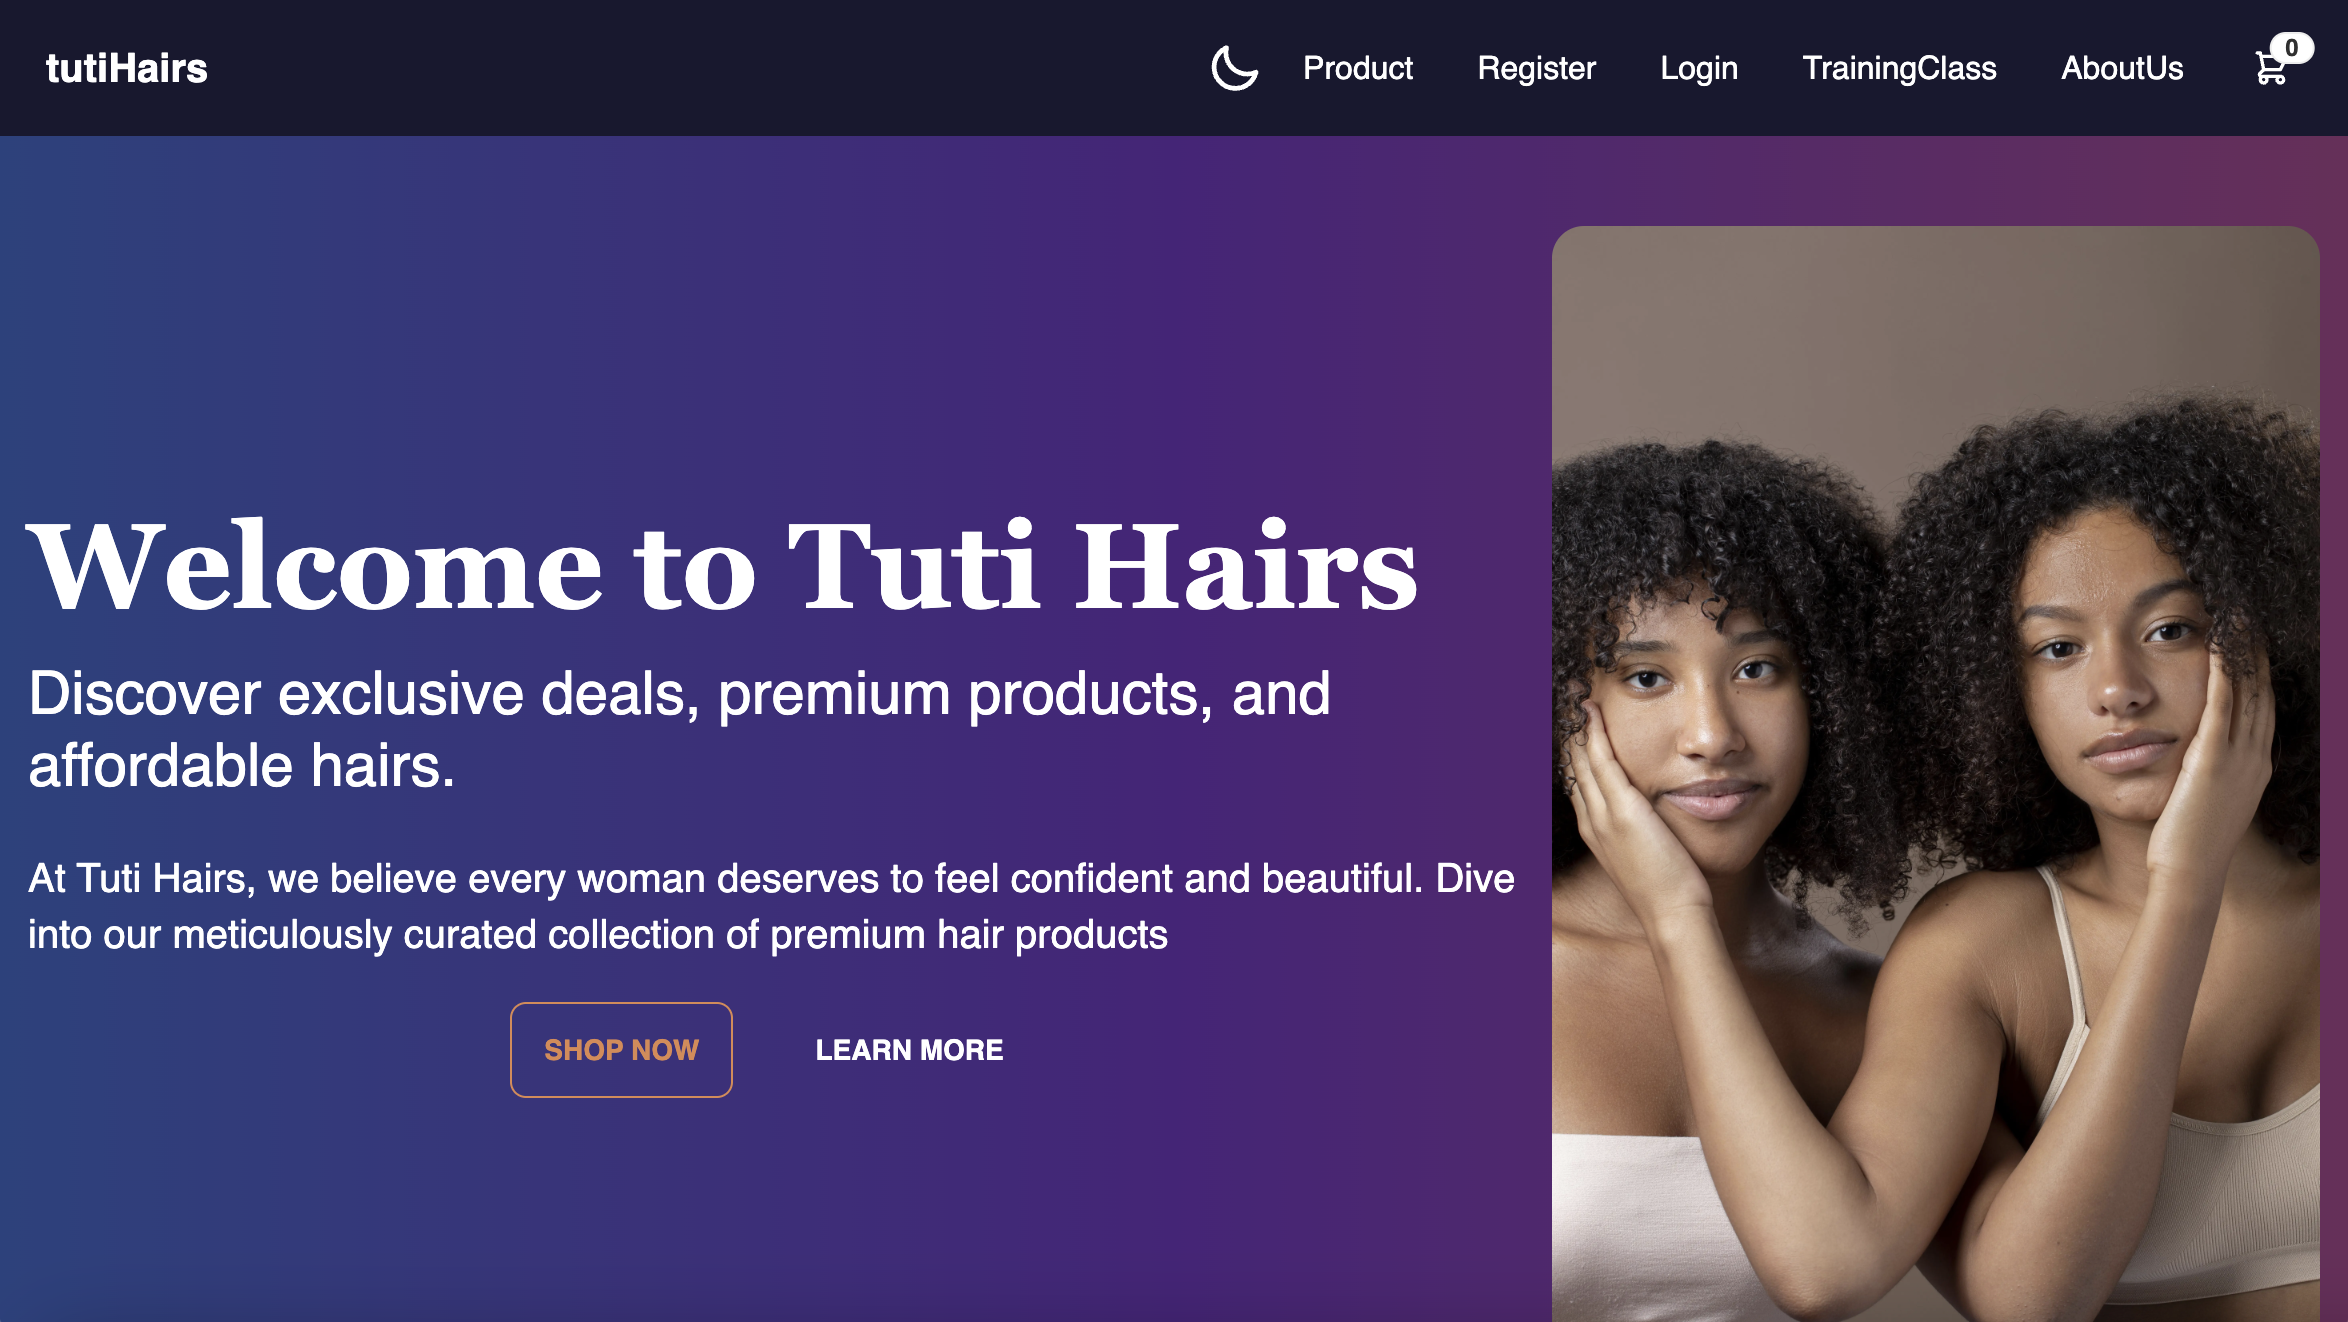 tutiHairs
Product
Register
Login
TrainingClass
AboutUs
0
Welcome to Tuti Hairs
Discover exclusive deals, premium products, and
affordable hairs.
At Tuti Hairs, we believe every woman deserves to feel confident and beautiful. Dive
into our meticulously curated collection of premium hair products
SHOP NOW
LEARN MORE